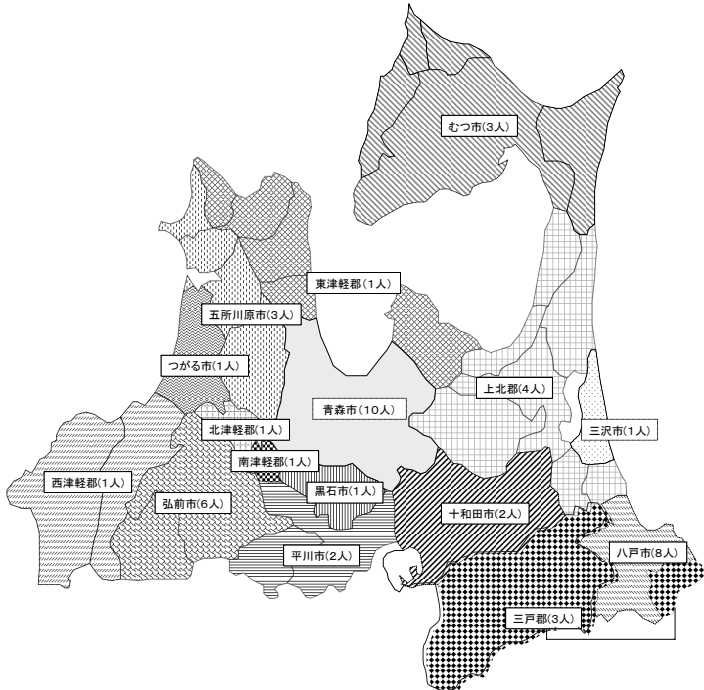 むつ市(3人)
東津軽郡(1人)
五所川原市(3人)
つがる市(1人)
上北郡(4人)
青森市(10人)
北津軽郡(1人)
三沢市(1人)
南津軽郡(1人)
西津軽郡(1人)
黒石市(1人)
弘前市(6人)
十和田市(2人)
平川市(2人)
八戸市(8人)
三戸郡(3人)